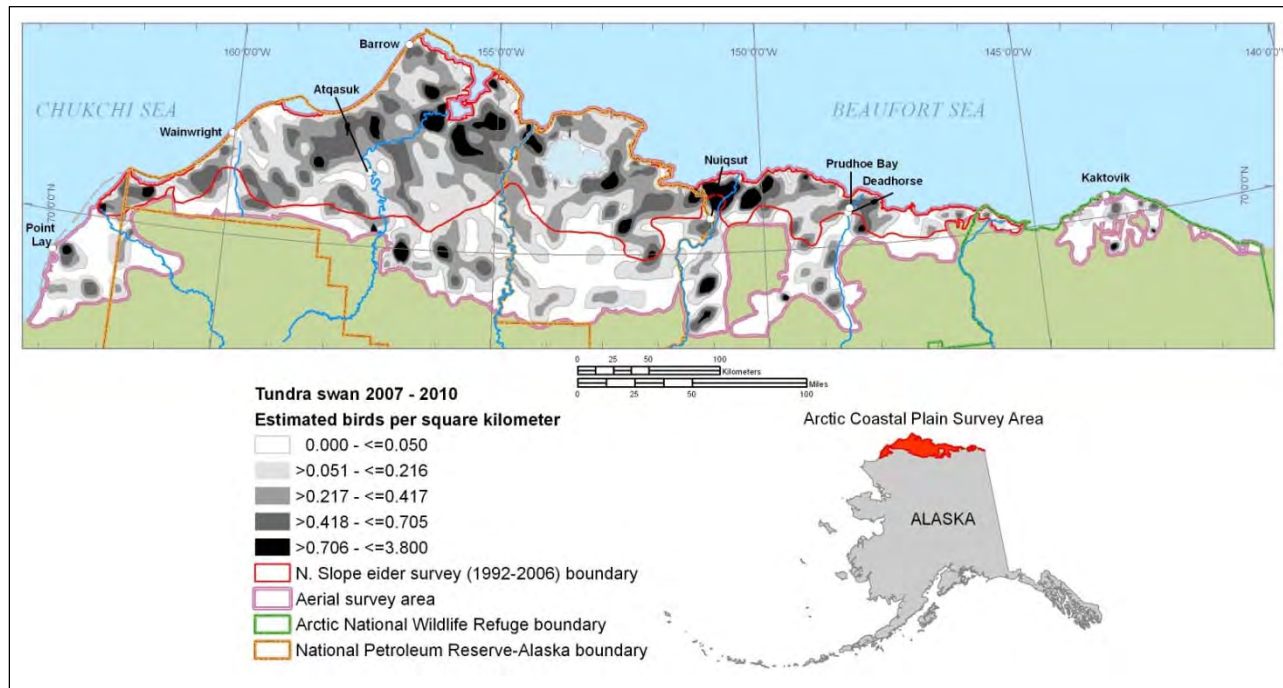 160°0'0"W
155°0'0"W
150°0'0"W
145°0'0"W
140°0'0"W
Barrow
Atqasuk
CHUKCHI SEA
BEAUFORT SEA
Wainwright
Nuiqsut
Prudhoe Bay
Deadhorse
Kaktovik
70°0'0"N
70°0'0"N
Point
Lay
0 25 50 100
Kilometers
Miles
0 25 50 100
Tundra swan 2007 - 2010
Estimated birds per square kilometer
0.000 - <=0.050
>0.051 - <=0.216
>0.217 - <=0.417
>0.418 - <=0.705
>0.706 - <=3.800
N. Slope eider survey (1992-2006) boundary
Aerial survey area
Arctic National Wildlife Refuge boundary
National Petroleum Reserve-Alaska boundary
Arctic Coastal Plain Survey Area
ALASKA